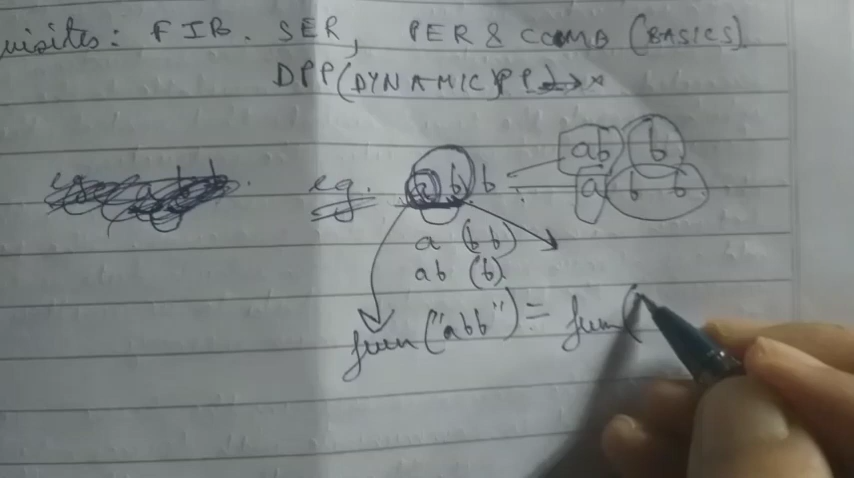 uisites: FIB. SER, PER & COMB (BASICS)
DPP(DYNAMIC)
eg. a b b ab b
a b b
a (b b)
ab (b)
fun("abb") = fun(